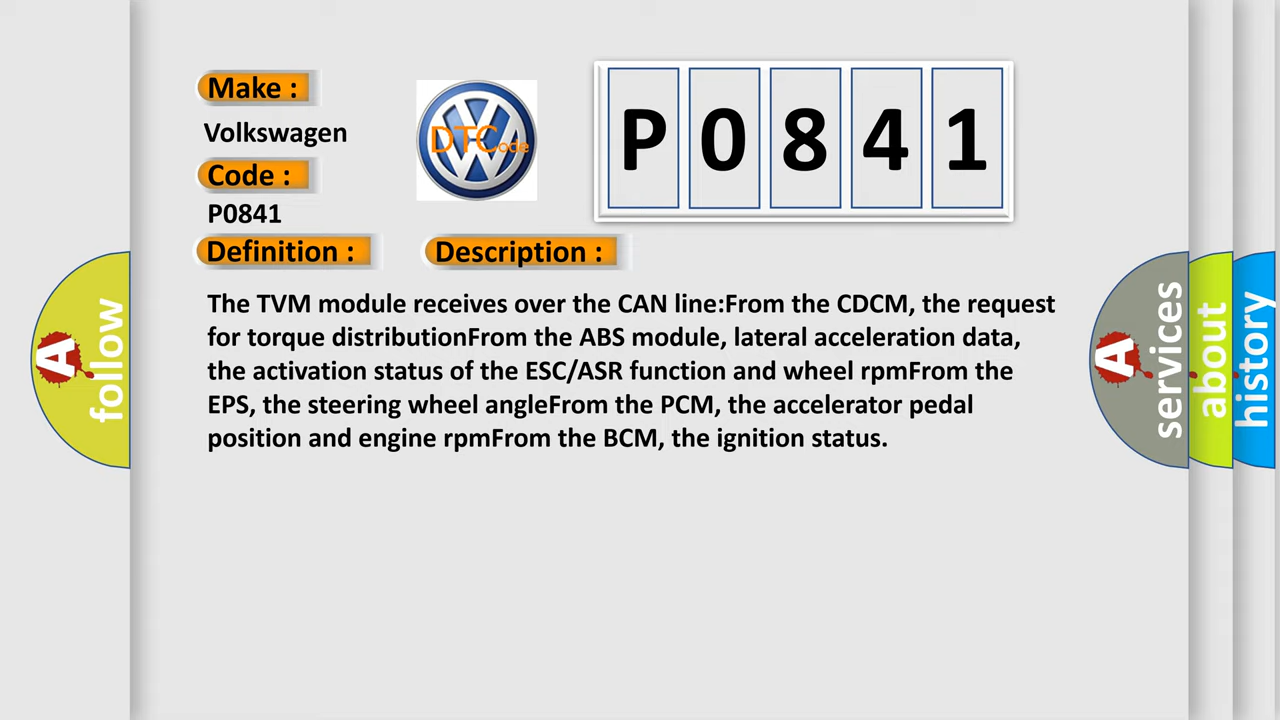 Make :
Volkswagen
Code :
P0841
Definition :
Description :
DTCode
P0841
The TVM module receives over the CAN line:From the CDCM, the request
for torque distributionFrom the ABS module, lateral acceleration data,
the activation status of the ESC/ASR function and wheel rpmFrom the
EPS, the steering wheel angleFrom the PCM, the accelerator pedal
position and engine rpmFrom the BCM, the ignition status.
A follow
A services
about
history